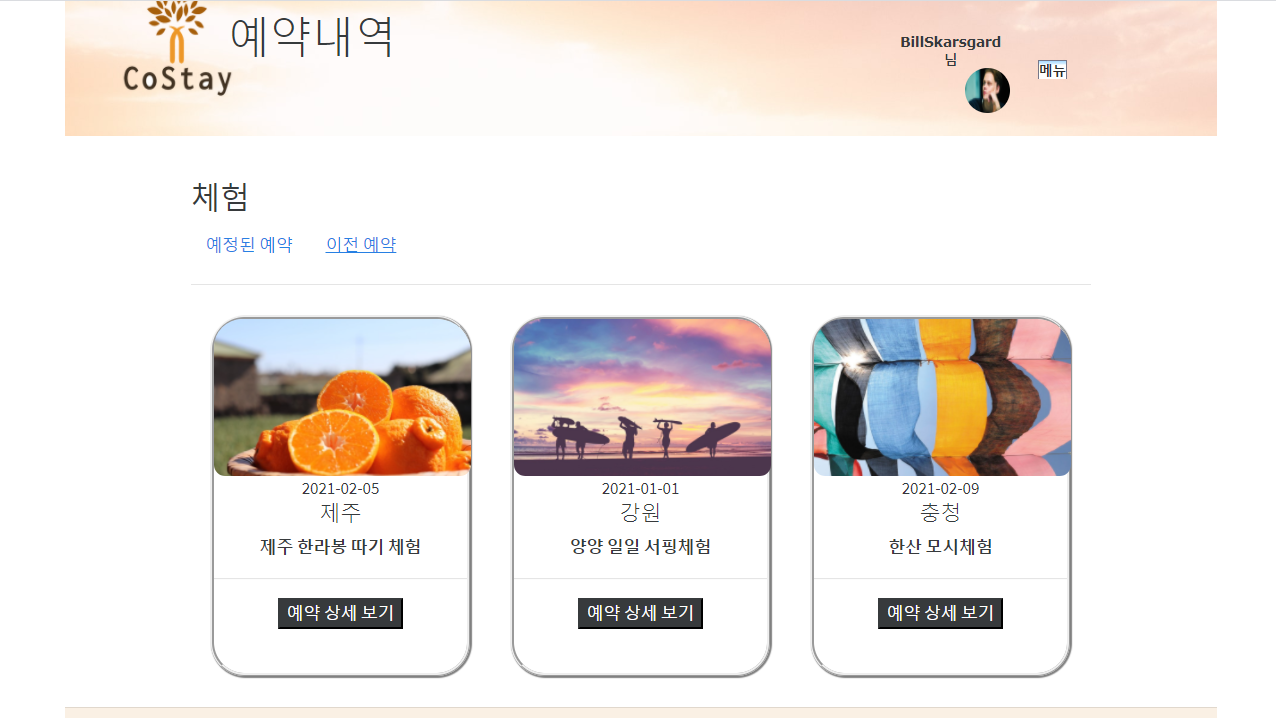 예약내역
CoStay
BillSkarsgard
님
메뉴
체험
예정된 예약
이전 예약
2021-02-05
제주
제주 한라봉 따기 체험
예약 상세 보기
2021-01-01
강원
양양 일일 서핑체험
예약 상세 보기
2021-02-09
충청
한산 모시체험
예약 상세 보기